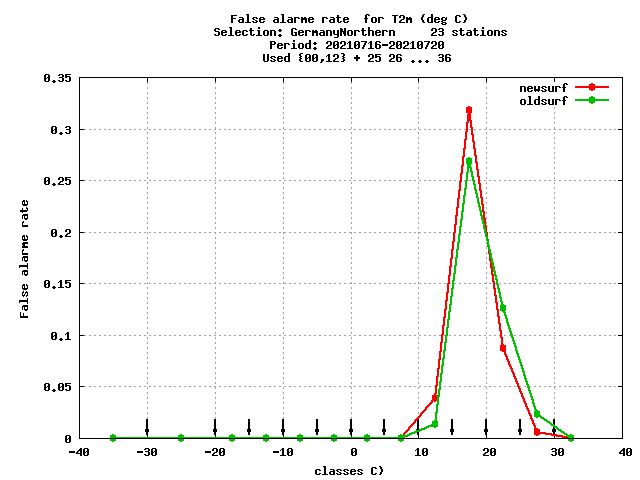 False alarme rate  for T2m (deg C)
Selection: GermanyNorthern     23 stations
Period: 20210716-20210720
Used {00,12} + 25 26 ... 36
newsurf
oldsurf
False alarme rate
0.35
0.3
0.25
0.2
0.15
0.1
0.05
0
-40 -30 -20 -10 0 10 20 30 40
classes C)